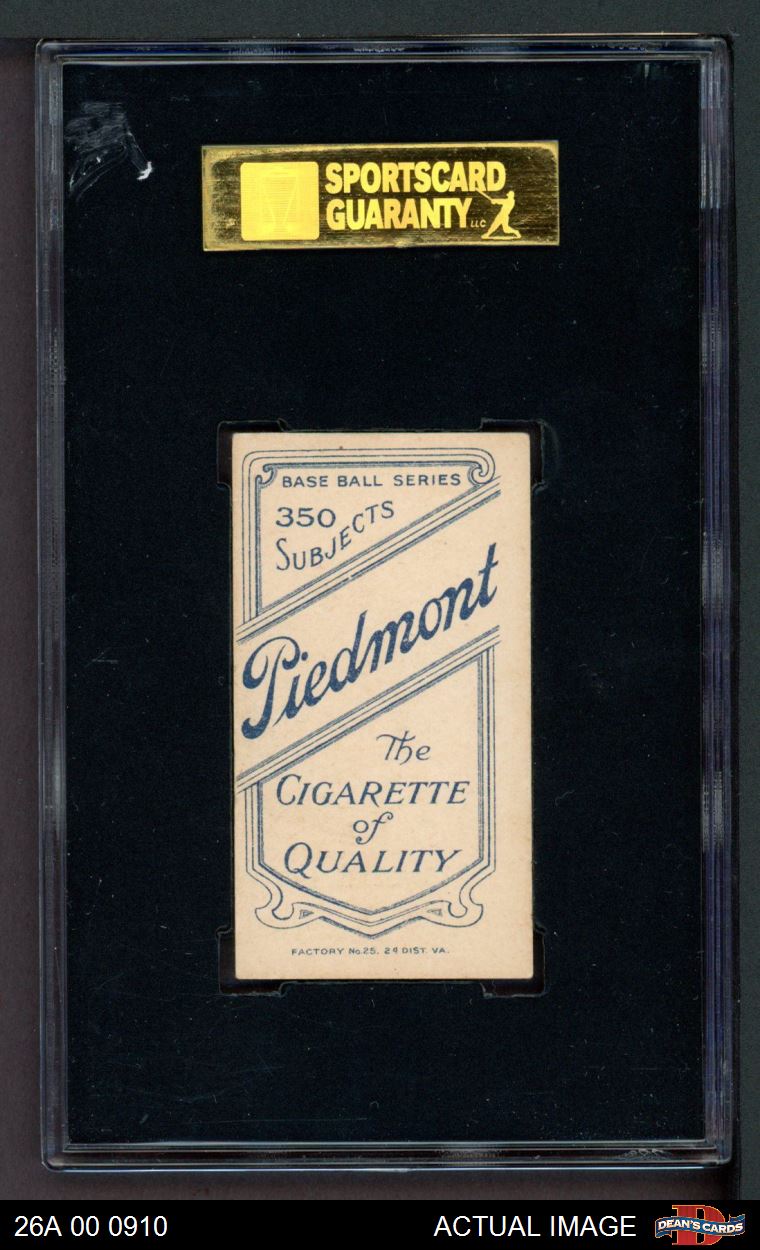 SPORTSCARD
GUARANTY LLC
BASE BALL SERIES
350
SUBJECTS
Piedmont
The
CIGARETTE
of
QUALITY
FACTORY No. 25. 2d DIST. VA.
26A 00 0910
ACTUAL IMAGE
DEAN'S CARDS